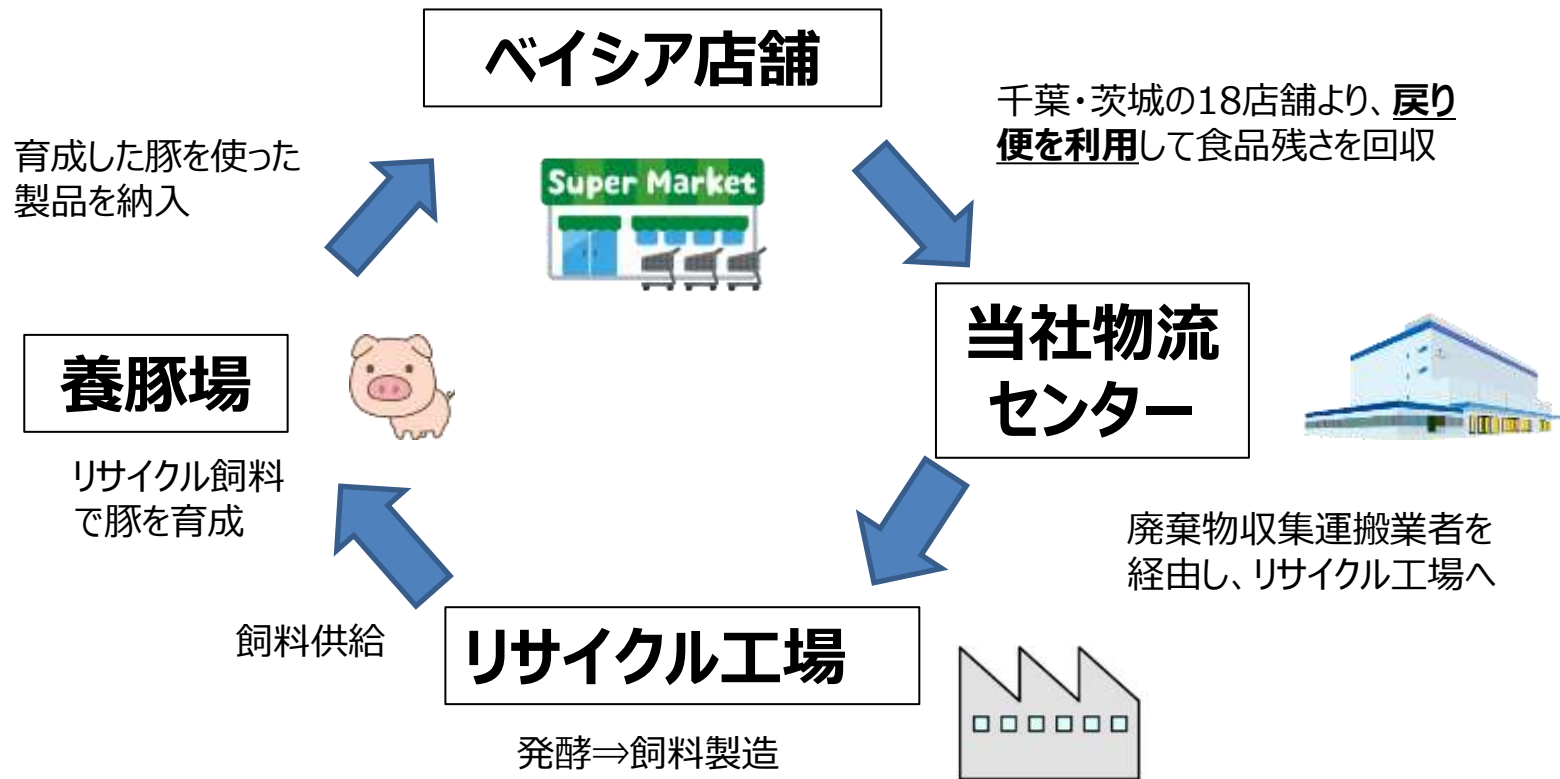 ベイシア店舗
千葉・茨城の18店舗より、戻り
便を利用して食品残さを回収
育成した豚を使った
製品を納入
Super Market
当社物流
センター
養豚場
リサイクル飼料
で豚を育成
廃棄物収集運搬業者を
経由し、リサイクル工場へ
飼料供給
リサイクル工場
発酵⇒飼料製造